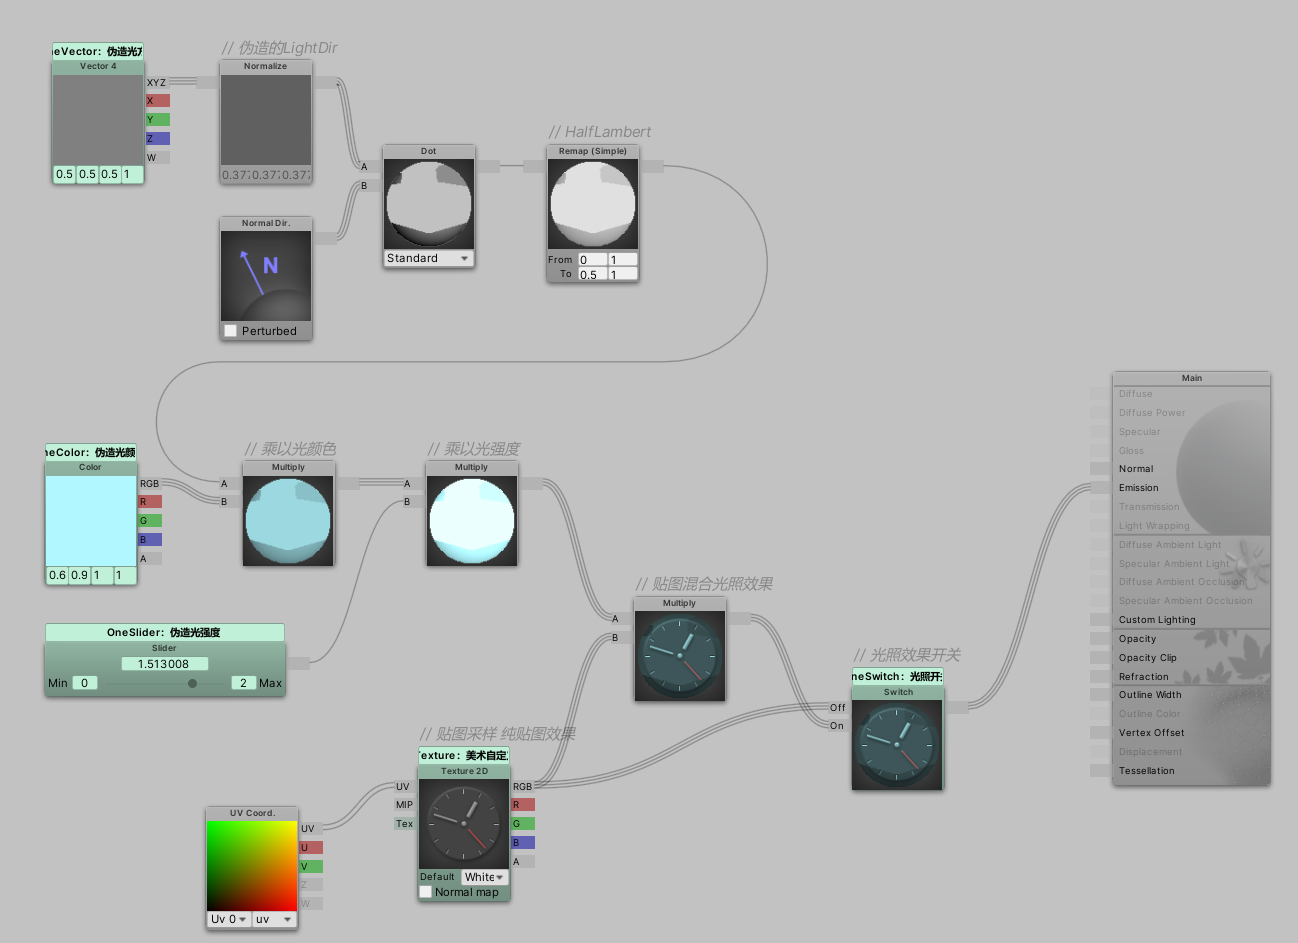 // 伪造的LightDir
eVector: 伪造光方
Vector 4
XYZ
X
Y
Z
W
0.5 0.5 0.5 1
Normalize
0.377 0.377 0.377
Normal Dir.
N
Perturbed
Dot
A
B
Standard
// HalfLambert
Remap (Simple)
From 0 1
To 0.5 1
neColor: 伪造光颜
Color
RGB
R
G
B
A
0.6 0.9 1 1
// 乘以光颜色
Multiply
A
B
// 乘以光强度
Multiply
A
B
OneSlider: 伪造光强度
Slider
1.513008
Min 0 2 Max
// 贴图混合光照效果
Multiply
A
B
// 光照效果开关
neSwitch: 光照开关
Switch
Off
On
// 贴图采样 纯贴图效果
Texture: 美术自定
Texture 2D
UV
MIP
Tex
RGB
R
G
B
A
Default White
Normal map
UV Coord.
UV
U
V
Z
W
Uv 0 uv
Main
Diffuse
Diffuse Power
Specular
Gloss
Normal
Emission
Transmission
Light Wrapping
Diffuse Ambient Light
Specular Ambient Light
Diffuse Ambient Occlusion
Specular Ambient Occlusion
Custom Lighting
Opacity
Opacity Clip
Refraction
Outline Width
Outline Color
Vertex Offset
Displacement
Tessellation